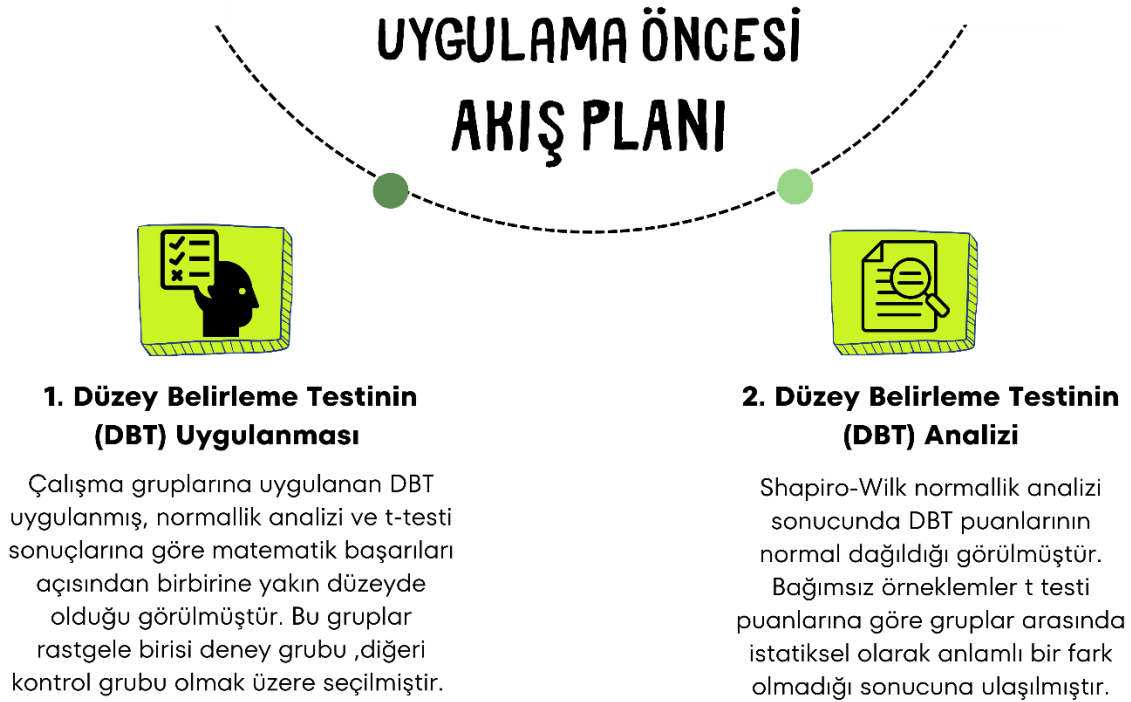 UYGULAMA ÖNCESİ
AKIŞ PLANI
1. Düzey Belirleme Testinin
(DBT) Uygulanması
Çalışma gruplarına uygulanan DBT
uygulanmış, normallik analizi ve t-testi
sonuçlarına göre matematik başarıları
açısından birbirine yakın düzeyde
olduğu görülmüştür. Bu gruplar
rastgele birisi deney grubu ,diğeri
kontrol grubu olmak üzere seçilmiştir.
2. Düzey Belirleme Testinin
(DBT) Analizi
Shapiro-Wilk normallik analizi
sonucunda DBT puanlarının
normal dağıldığı görülmüştür.
Bağımsız örneklemler t testi
puanlarına göre gruplar arasında
istatiksel olarak anlamlı bir fark
olmadığı sonucuna ulaşılmıştır.